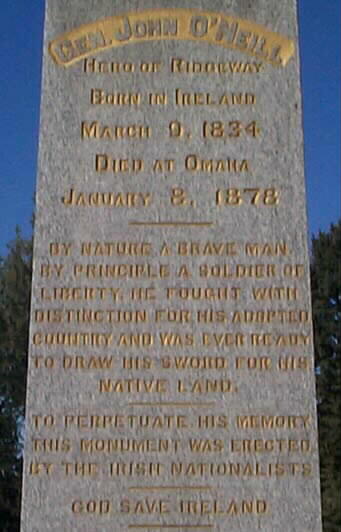 GEN. JOHN O'NEILL
HERO OF RIDGEWAY
BORN IN IRELAND
MARCH 9, 1834
DIED AT OMAHA
JANUARY 8, 1878
BY NATURE A BRAVE MAN.
BY PRINCIPLE A SOLDIER OF
LIBERTY. HE FOUGHT WITH
DISTINCTION FOR HIS ADOPTED
COUNTRY AND WAS EVER READY
TO DRAW HIS SWORD FOR HIS
NATIVE LAND.
TO PERPETUATE HIS MEMORY
THIS MONUMENT WAS ERECTED
BY THE IRISH NATIONALISTS
GOD SAVE IRELAND